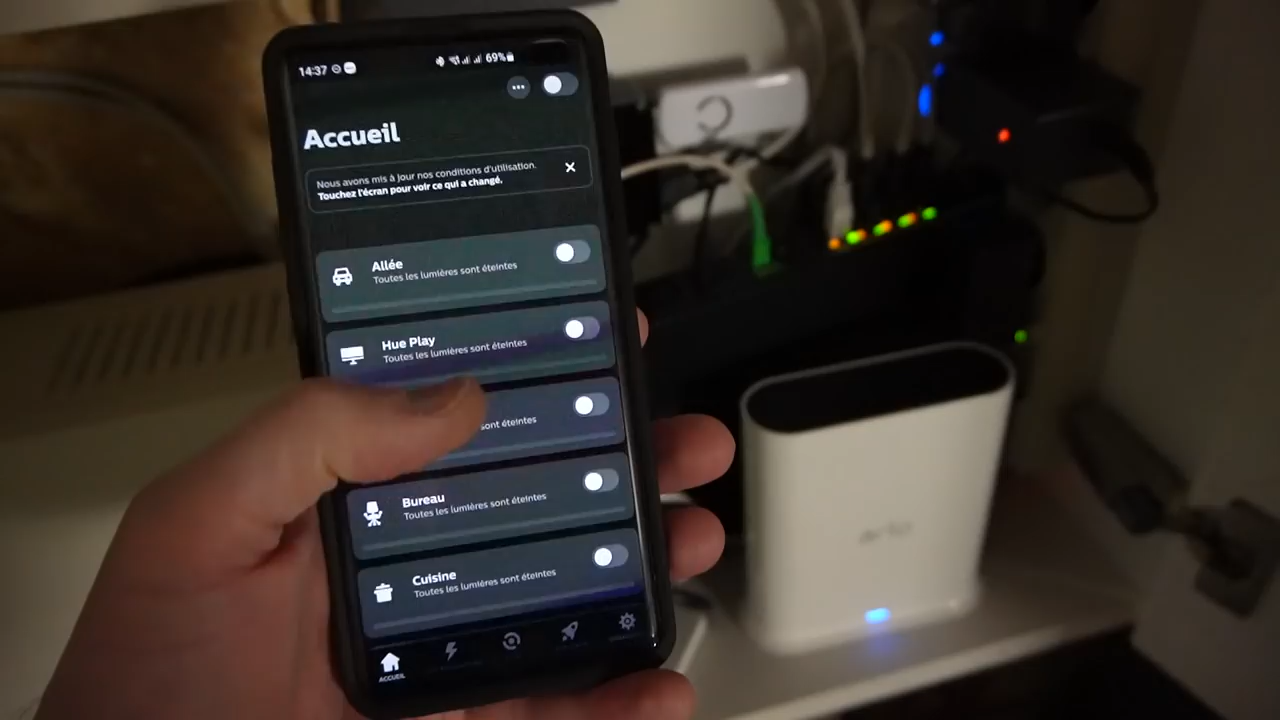 14:37
69%
Accueil
Nous avons mis à jour nos conditions d'utilisation.
Touchez l'écran pour voir ce qui a changé.
Allée
Toutes les lumières sont éteintes
Hue Play
Toutes les lumières sont éteintes
sont éteintes
Bureau
Toutes les lumières sont éteintes
Cuisine
Toutes les lumières sont éteintes
ACCUEIL